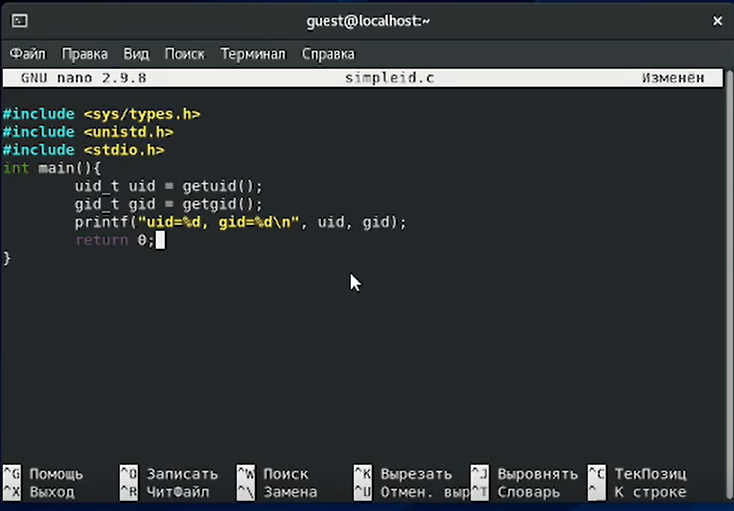 guest@localhost:~
Файл Правка Вид Поиск Терминал Справка
GNU nano 2.9.8 simpleid.c Изменён
#include <sys/types.h>
#include <unistd.h>
#include <stdio.h>
int main(){
        uid_t uid = getuid();
        gid_t gid = getgid();
        printf("uid=%d, gid=%d\n", uid, gid);
        return 0;
}
^G Помощь ^O Записать ^W Поиск ^K Вырезать ^J Выровнять ^C ТекПозиц
^X Выход ^R ЧитФайл ^\ Замена ^U Отмен. выр ^T Словарь ^_ К строке